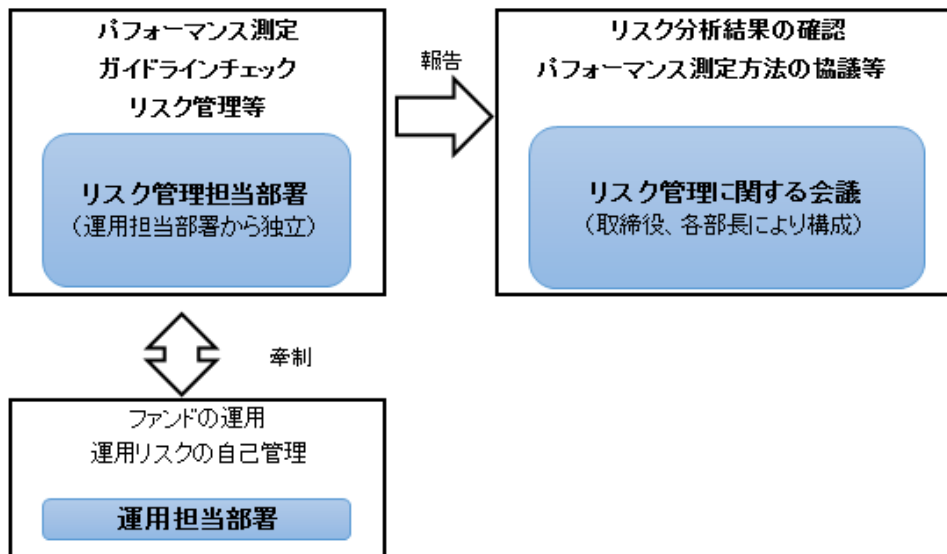 パフォーマンス測定
ガイドラインチェック
リスク管理等
リスク管理担当部署
（運用担当部署から独立）
報告
リスク分析結果の確認
パフォーマンス測定方法の協議等
リスク管理に関する会議
（取締役、各部長により構成）
牽制
ファンドの運用
運用リスクの自己管理
運用担当部署